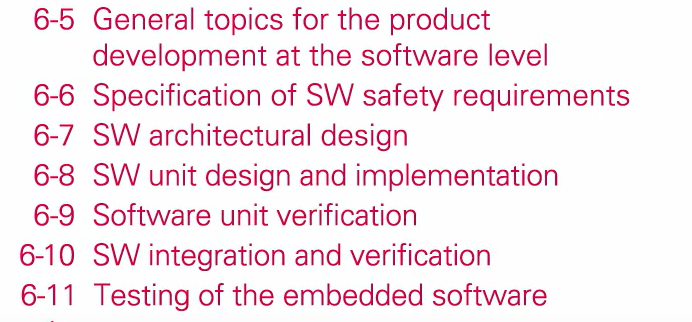 6-5 General topics for the product
development at the software level
6-6 Specification of SW safety requirements
6-7 SW architectural design
6-8 SW unit design and implementation
6-9 Software unit verification
6-10 SW integration and verification
6-11 Testing of the embedded software